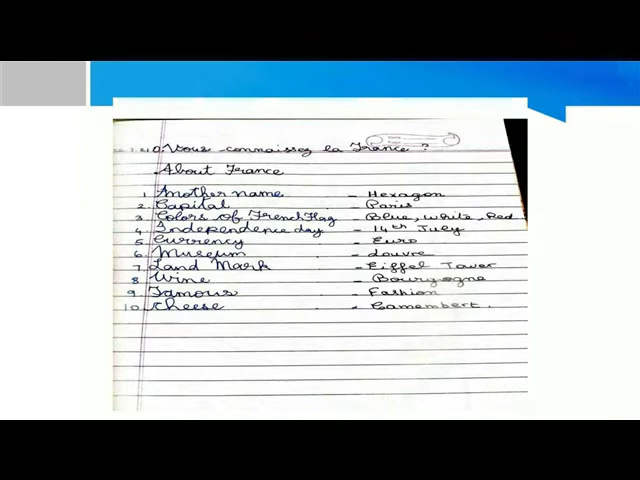 0. Vous connaissez la France ?
About France
1 Another name - Hexagon
2 Capital - Paris
3 Colors of French Flag - Blue, white, Red
4 Independence day - 14th July
5 Currency - Euro
6 Museum - Louvre
7 Land Mark - Eiffel Tower
8 Wine - Bourgogne
9 Famous - Fashion
10 Cheese - Camembert.